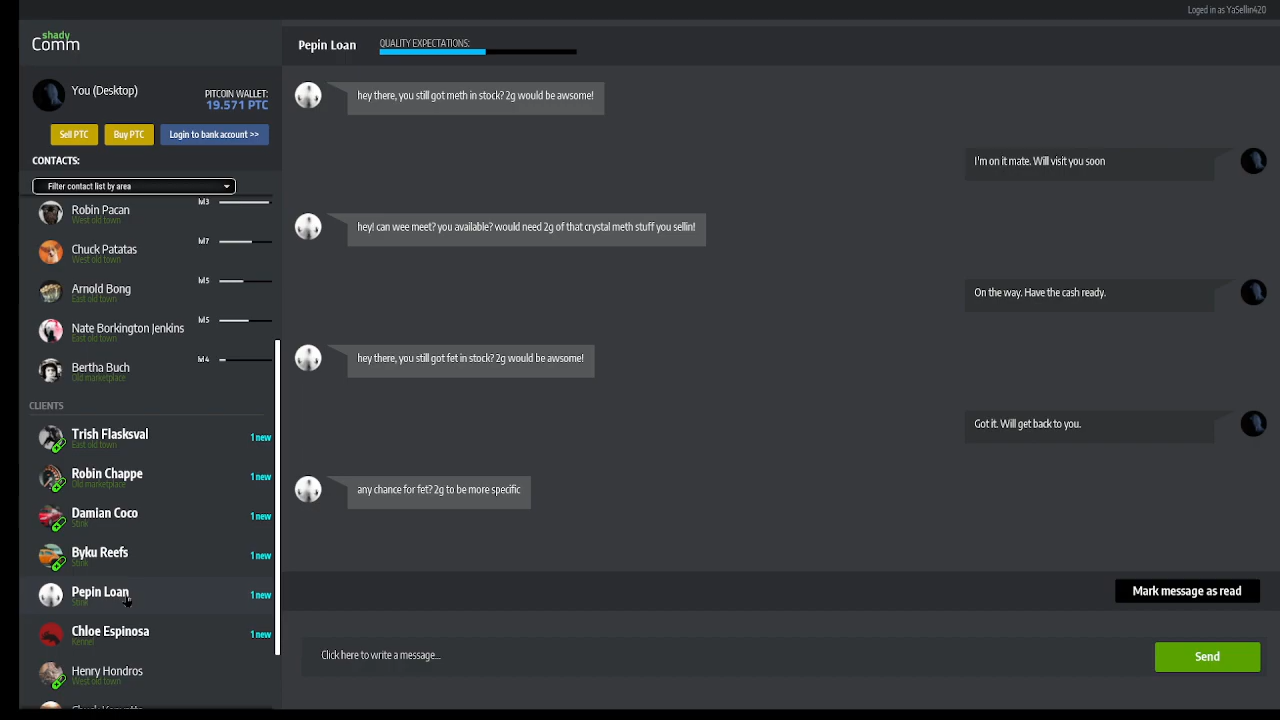 Loged in as YaSellin420
shady
Comm
Pepin Loan
QUALITY EXPECTATIONS:
You (Desktop)
PITCOIN WALLET:
19.571 PTC
Sell PTC
Buy PTC
Login to bank account >>
CONTACTS:
Filter contact list by area
Robin Pacan
West old town
lvl3
Chuck Patatas
West old town
lvl7
Arnold Bong
East old town
lvl5
Nate Borkington Jenkins
East old town
lvl5
Bertha Buch
Old marketplace
lvl4
CLIENTS
Trish Flasksval
East old town
1 new
Robin Chappe
Old marketplace
1 new
Damian Coco
Stink
1 new
Byku Reefs
Stink
1 new
Pepin Loan
Stink
1 new
Chloe Espinosa
Kennel
1 new
Henry Hondros
West old town
hey there, you still got meth in stock? 2g would be awsome!
I'm on it mate. Will visit you soon
hey! can wee meet? you available? would need 2g of that crystal meth stuff you sellin!
On the way. Have the cash ready.
hey there, you still got fet in stock? 2g would be awsome!
Got it. Will get back to you.
any chance for fet? 2g to be more specific
Mark message as read
Click here to write a message...
Send